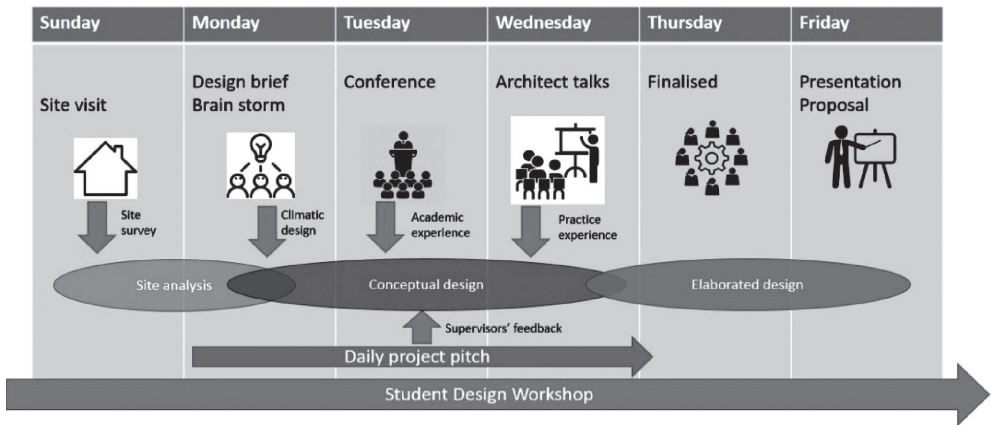 Sunday
Monday
Tuesday
Wednesday
Thursday
Friday
Site visit
Design brief
Brain storm
Conference
Architect talks
Finalised
Presentation
Proposal
Site
survey
Climatic
design
Academic
experience
Practice
experience
Site analysis
Conceptual design
Elaborated design
Supervisors' feedback
Daily project pitch
Student Design Workshop